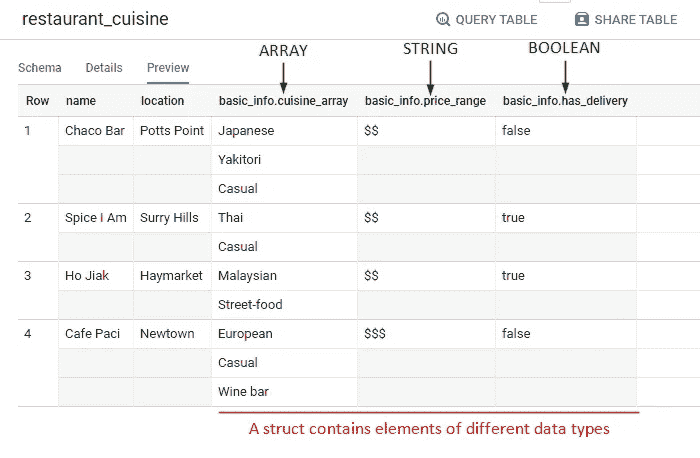 restaurant_cuisine QUERY TABLE SHARE TABLE
ARRAY STRING BOOLEAN
Schema Details Preview
Row name location basic_info.cuisine_array basic_info.price_range basic_info.has_delivery
1 Chaco Bar Potts Point Japanese $$ false
Yakitori
Casual
2 Spice I Am Surry Hills Thai $$ true
Casual
3 Ho Jiak Haymarket Malaysian $$ true
Street-food
4 Cafe Paci Newtown European $$$ false
Casual
Wine bar
A struct contains elements of different data types